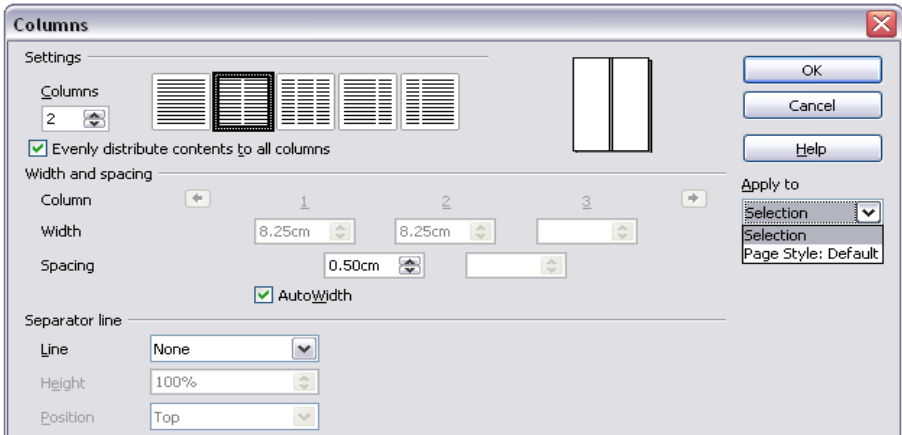 Columns
Settings
Columns
2
Evenly distribute contents to all columns
OK
Cancel
Help
Apply to
Selection
Selection
Page Style: Default
Width and spacing
Column 1 2 3
Width 8.25cm 8.25cm
Spacing 0.50cm
AutoWidth
Separator line
Line None
Height 100%
Position Top